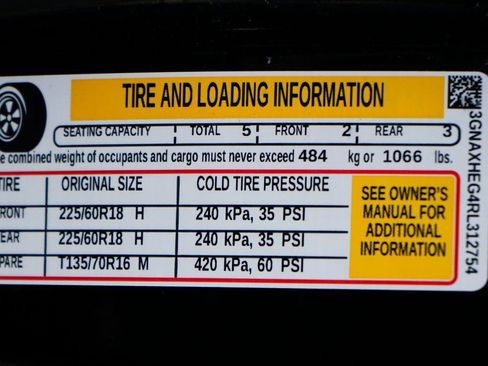 TIRE AND LOADING INFORMATION
SEATING CAPACITY TOTAL 5 FRONT 2 REAR 3
e combined weight of occupants and cargo must never exceed 484 kg or 1066 lbs.
TIRE ORIGINAL SIZE COLD TIRE PRESSURE
RONT 225/60R18 H 240 kPa, 35 PSI
EAR 225/60R18 H 240 kPa, 35 PSI
PARE T135/70R16 M 420 kPa, 60 PSI
SEE OWNER'S
MANUAL FOR
ADDITIONAL
INFORMATION
3GNAXHEG4RL312754